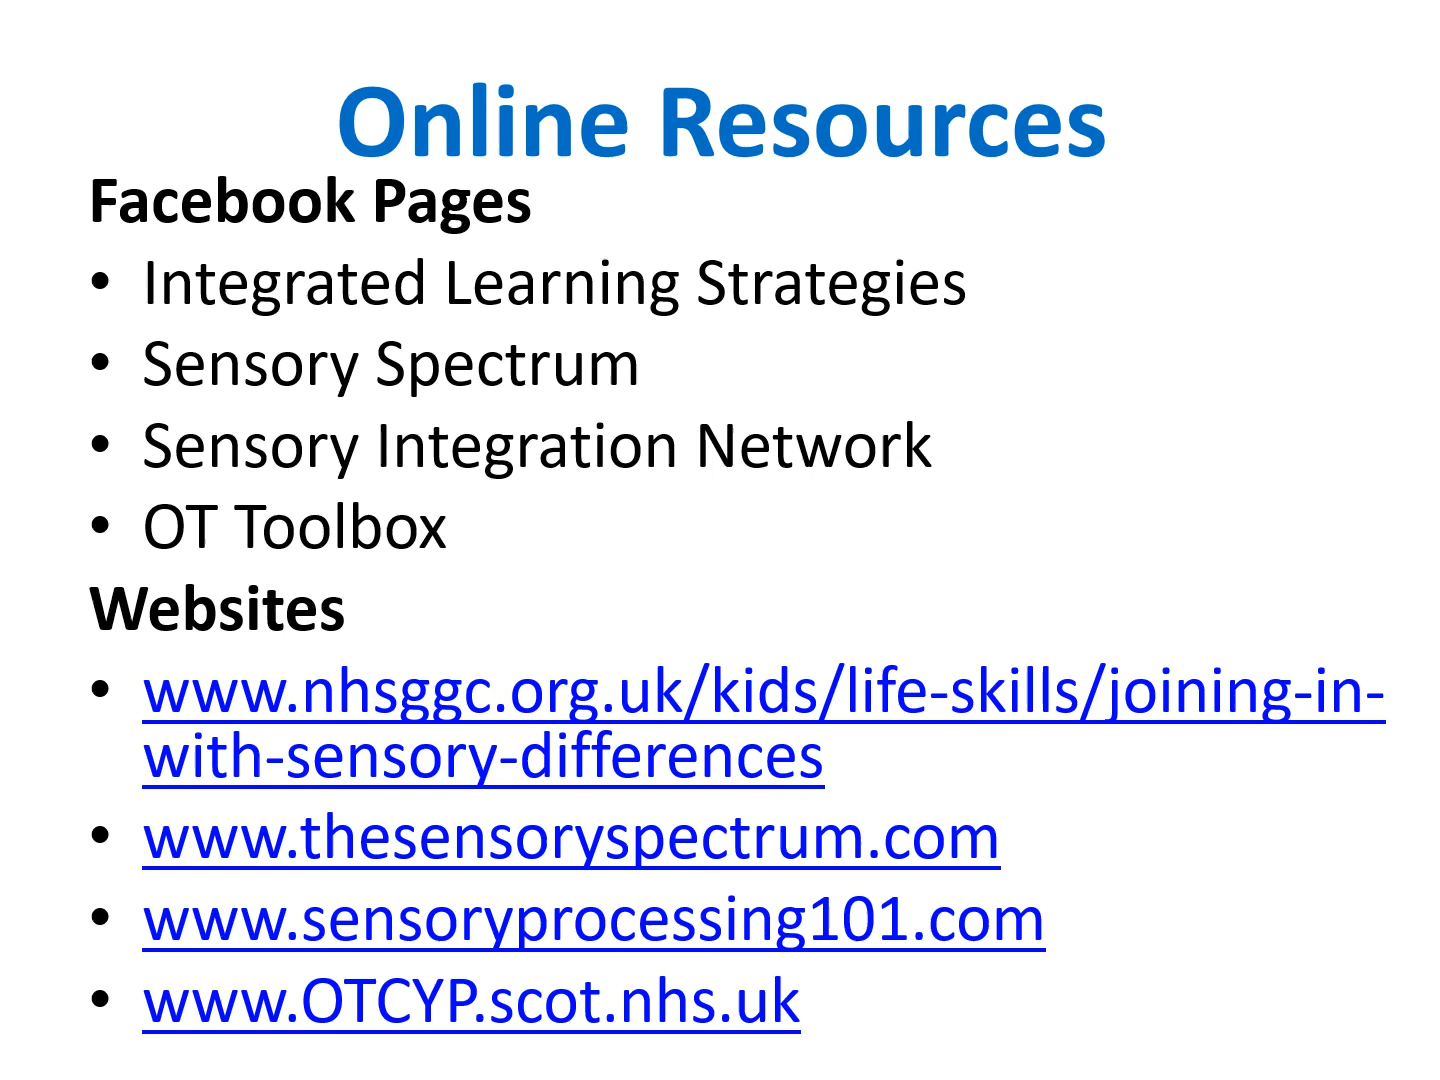 Online Resources
Facebook Pages
• Integrated Learning Strategies
• Sensory Spectrum
• Sensory Integration Network
• OT Toolbox
Websites
• www.nhsggc.org.uk/kids/life-skills/joining-in-
with-sensory-differences
• www.thesensoryspectrum.com
• www.sensoryprocessing101.com
• www.OTCYP.scot.nhs.uk